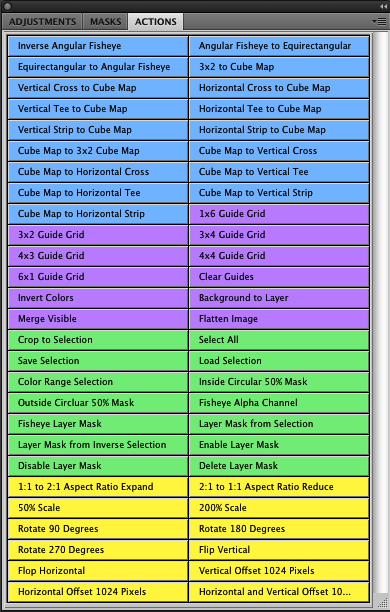 ADJUSTMENTS MASKS ACTIONS
Inverse Angular Fisheye Angular Fisheye to Equirectangular
Equirectangular to Angular Fisheye 3x2 to Cube Map
Vertical Cross to Cube Map Horizontal Cross to Cube Map
Vertical Tee to Cube Map Horizontal Tee to Cube Map
Vertical Strip to Cube Map Horizontal Strip to Cube Map
Cube Map to 3x2 Cube Map Cube Map to Vertical Cross
Cube Map to Horizontal Cross Cube Map to Vertical Tee
Cube Map to Horizontal Tee Cube Map to Vertical Strip
Cube Map to Horizontal Strip 1x6 Guide Grid
3x2 Guide Grid 3x4 Guide Grid
4x3 Guide Grid 4x4 Guide Grid
6x1 Guide Grid Clear Guides
Invert Colors Background to Layer
Merge Visible Flatten Image
Crop to Selection Select All
Save Selection Load Selection
Color Range Selection Inside Circular 50% Mask
Outside Circluar 50% Mask Fisheye Alpha Channel
Fisheye Layer Mask Layer Mask from Selection
Layer Mask from Inverse Selection Enable Layer Mask
Disable Layer Mask Delete Layer Mask
1:1 to 2:1 Aspect Ratio Expand 2:1 to 1:1 Aspect Ratio Reduce
50% Scale 200% Scale
Rotate 90 Degrees Rotate 180 Degrees
Rotate 270 Degrees Flip Vertical
Flop Horizontal Vertical Offset 1024 Pixels
Horizontal Offset 1024 Pixels Horizontal and Vertical Offset 10...